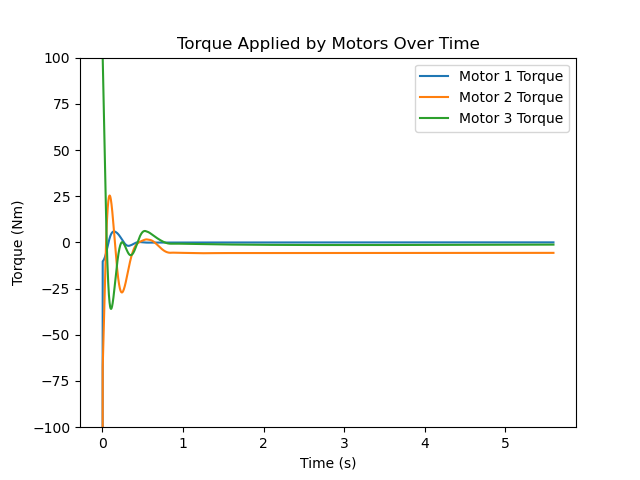 Torque Applied by Motors Over Time
Motor 1 Torque
Motor 2 Torque
Motor 3 Torque
Torque (Nm)
100
75
50
25
0
−25
−50
−75
−100
0 1 2 3 4 5
Time (s)